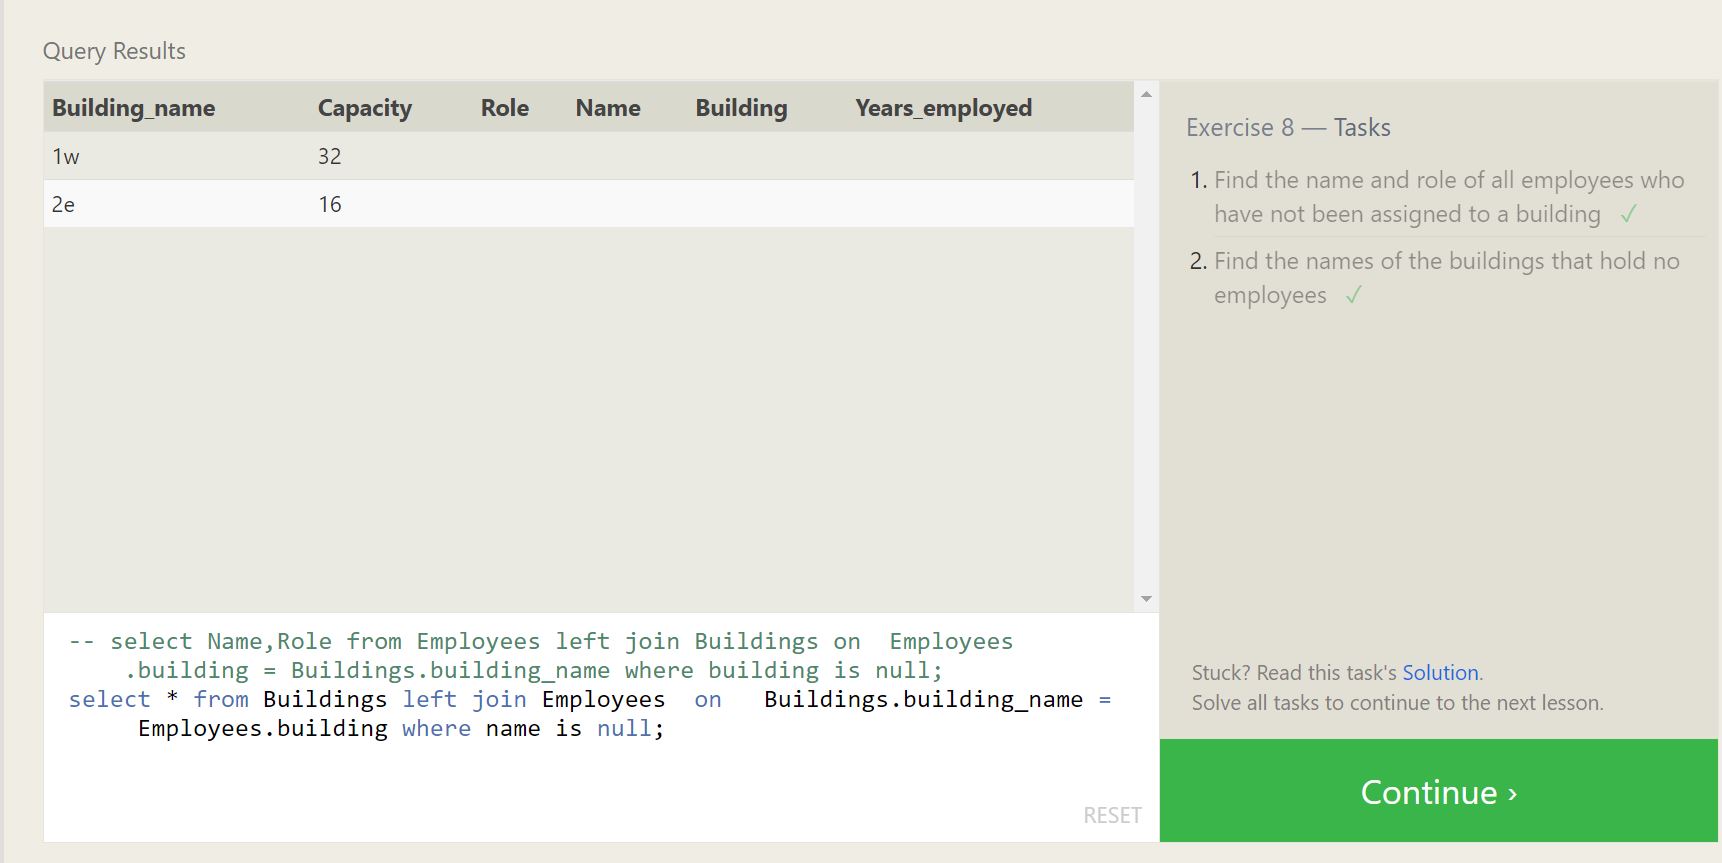 Query Results
Building_name Capacity Role Name Building Years_employed
1w 32
2e 16
-- select Name,Role from Employees left join Buildings on  Employees
.building = Buildings.building_name where building is null;
select * from Buildings left join Employees  on   Buildings.building_name =
Employees.building where name is null;
RESET
Exercise 8 — Tasks
1. Find the name and role of all employees who
have not been assigned to a building ✓
2. Find the names of the buildings that hold no
employees ✓
Stuck? Read this task's Solution.
Solve all tasks to continue to the next lesson.
Continue ›